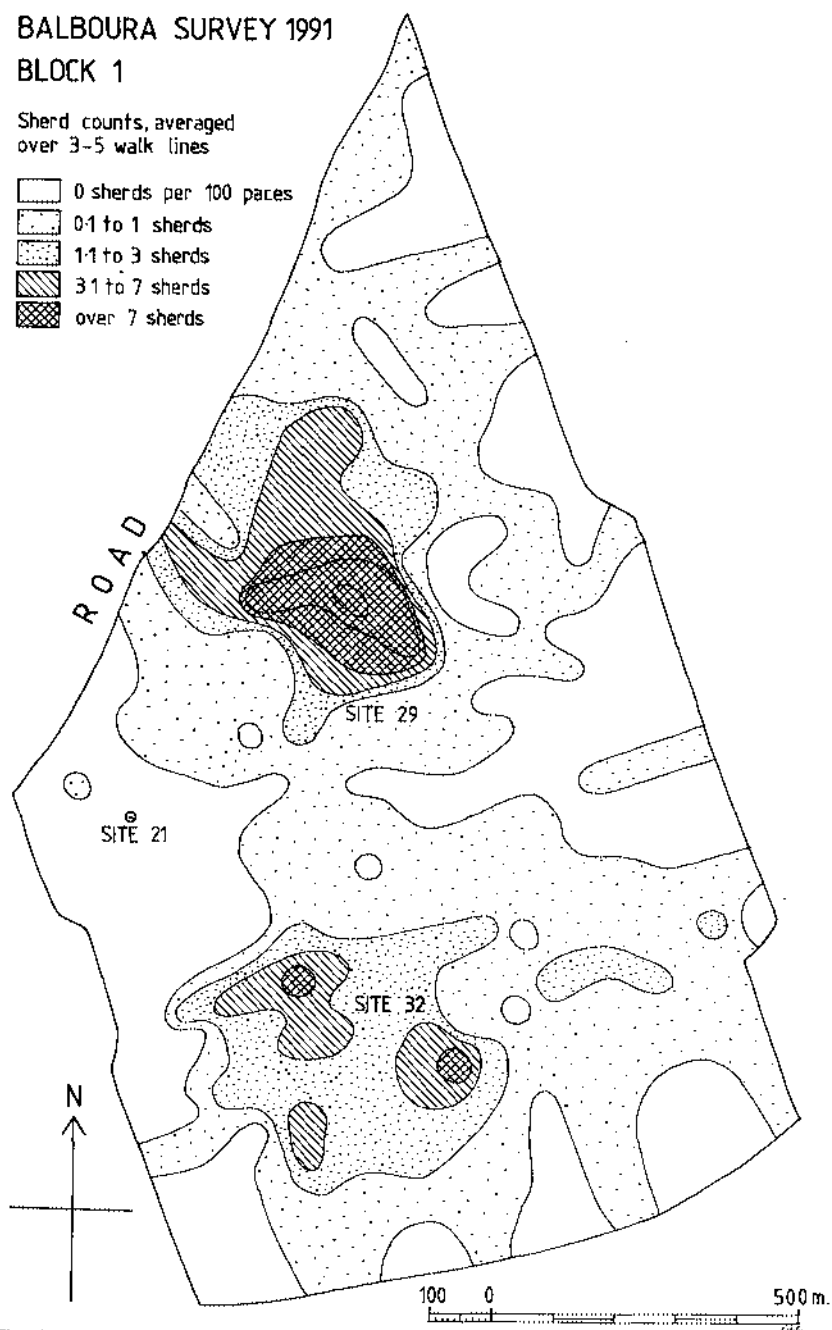 BALBOURA SURVEY 1991
BLOCK 1
Sherd counts, averaged
over 3-5 walk lines
0 sherds per 100 paces
0·1 to 1 sherds
1·1 to 3 sherds
3·1 to 7 sherds
over 7 sherds
ROAD
SITE 29
SITE 21
SITE 32
N
100 0 500 m.